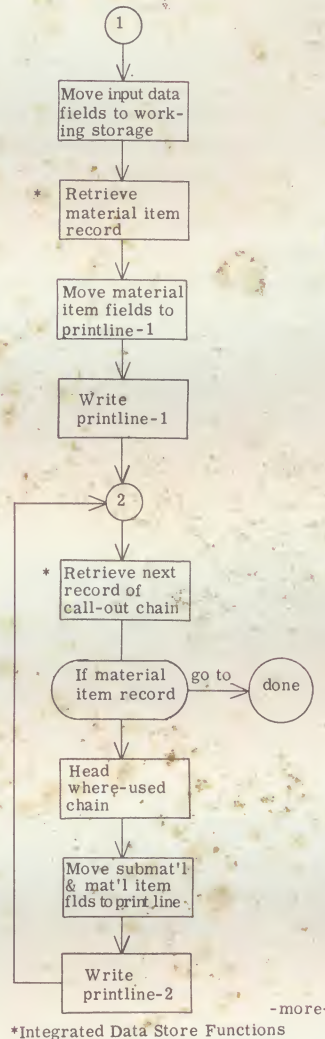 1
Move input data
fields to work-
ing storage
* Retrieve
material item
record
Move material
item fields to
printline-1
Write
printline-1
2
* Retrieve next
record of
call-out chain
If material
item record
go to
done
Head
where-used
chain
Move submat'l
& mat'l item
flds to print line
Write
printline-2
-more-
*Integrated Data Store Functions